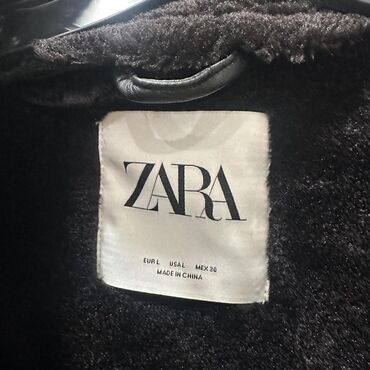 ZARA
EUR L USA L MEX 30
MADE IN CHINA